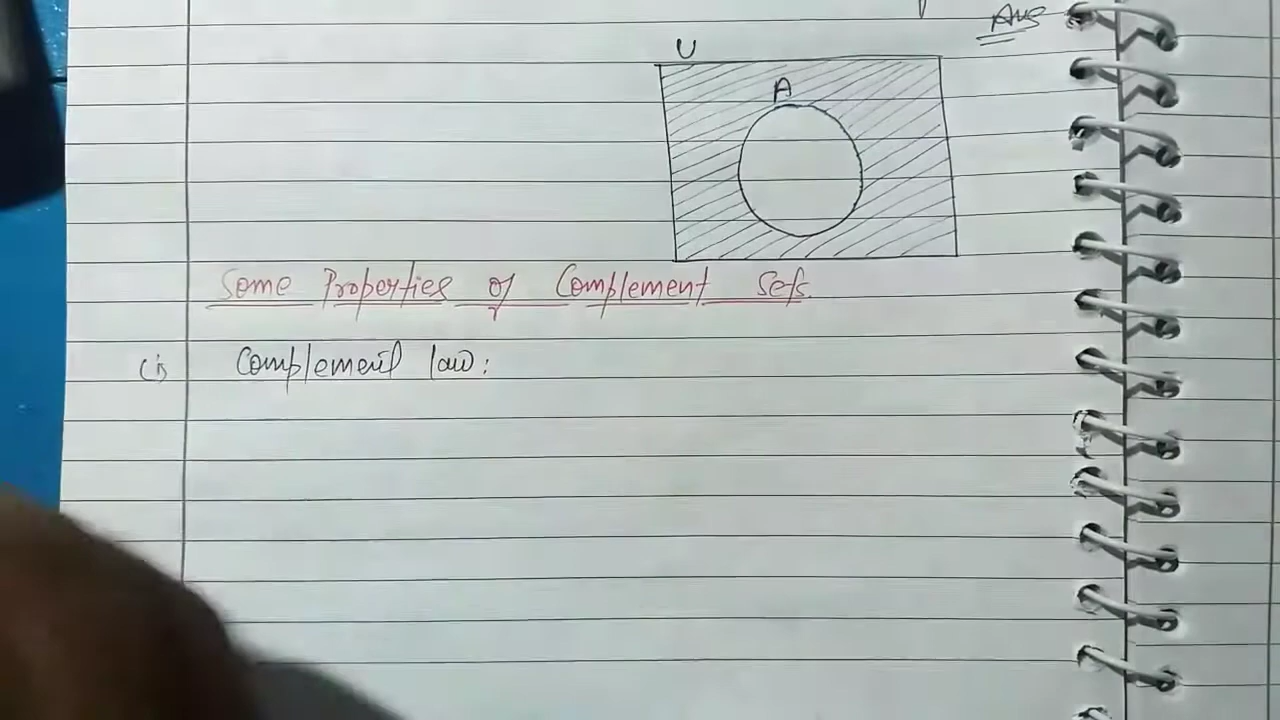 Ans
U
A
Some Properties of Complement Sets
(i) Complement law: